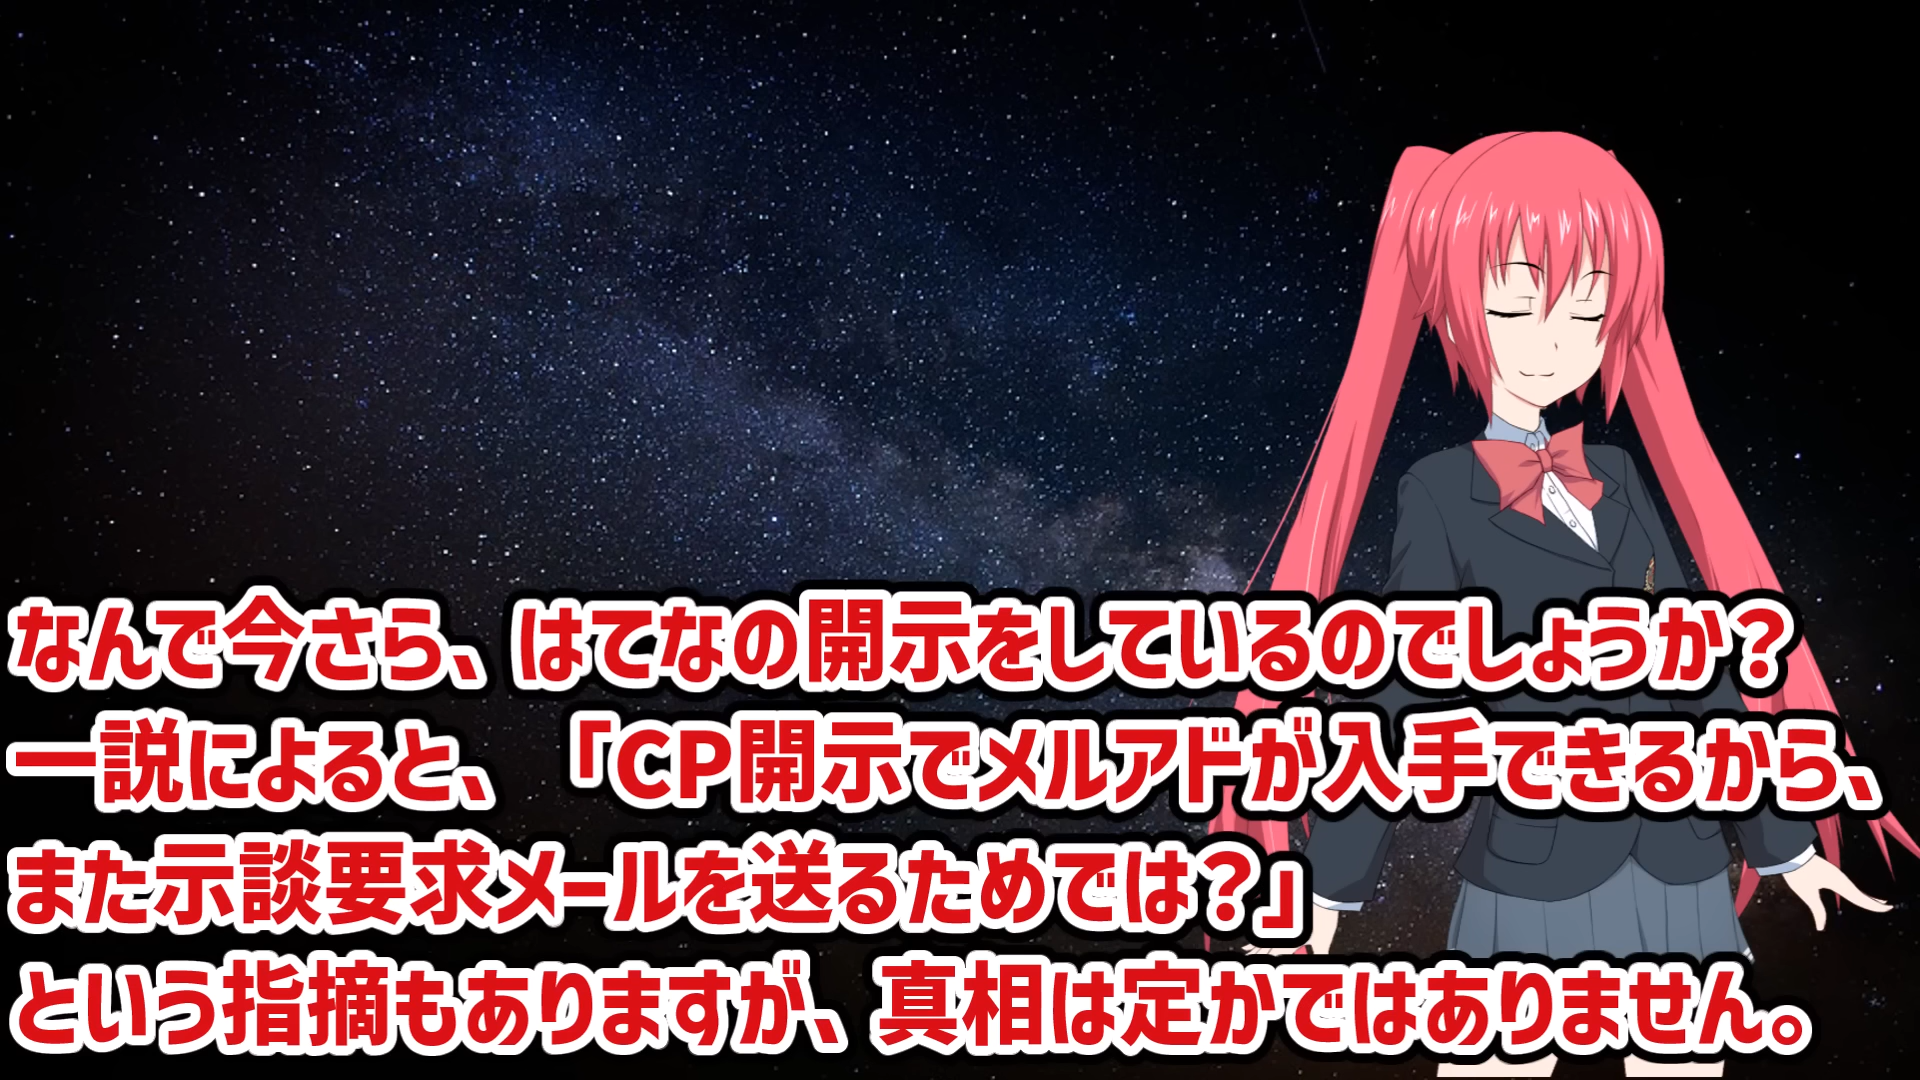 なんで今さら、はてなの開示をしているのでしょうか？
一説によると、「CP開示でメルアドが入手できるから、
また示談要求メールを送るためでは？」
という指摘もありますが、真相は定かではありません。